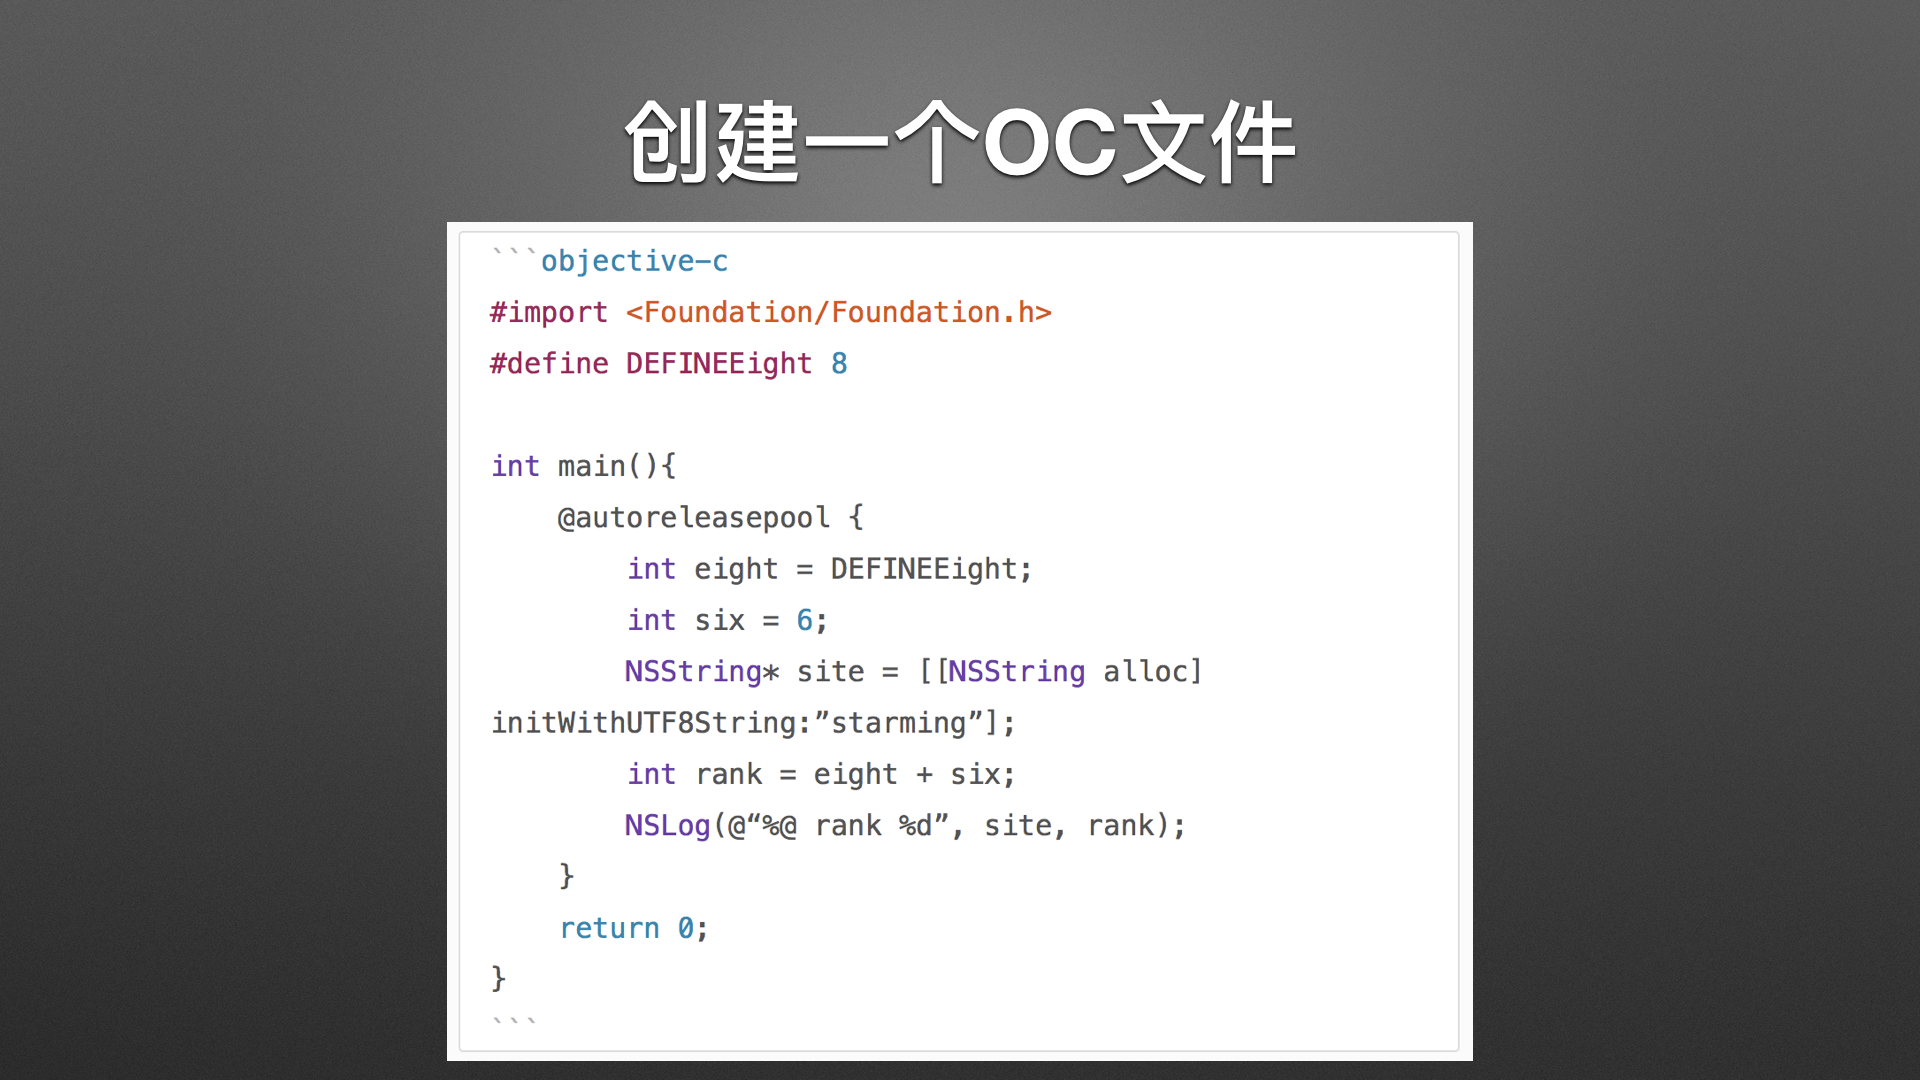 创建一个OC文件
```objective-c
#import <Foundation/Foundation.h>
#define DEFINEEight 8
int main(){
    @autoreleasepool {
        int eight = DEFINEEight;
        int six = 6;
        NSString* site = [[NSString alloc]
initWithUTF8String:”starming”];
        int rank = eight + six;
        NSLog(@“%@ rank %d”, site, rank);
    }
    return 0;
}
```